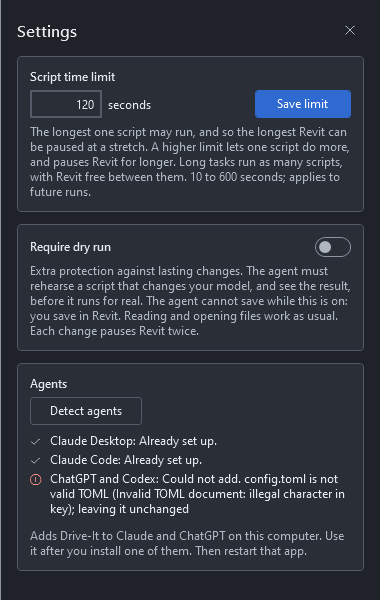 Settings
Script time limit
120 seconds Save limit
The longest one script may run, and so the longest Revit can
be paused at a stretch. A higher limit lets one script do more,
and pauses Revit for longer. Long tasks run as many scripts,
with Revit free between them. 10 to 600 seconds; applies to
future runs.
Require dry run
Extra protection against lasting changes. The agent must
rehearse a script that changes your model, and see the result,
before it runs for real. The agent cannot save while this is on:
you save in Revit. Reading and opening files work as usual.
Each change pauses Revit twice.
Agents
Detect agents
Claude Desktop: Already set up.
Claude Code: Already set up.
ChatGPT and Codex: Could not add. config.toml is not
valid TOML (Invalid TOML document: illegal character in
key); leaving it unchanged
Adds Drive-It to Claude and ChatGPT on this computer. Use
it after you install one of them. Then restart that app.